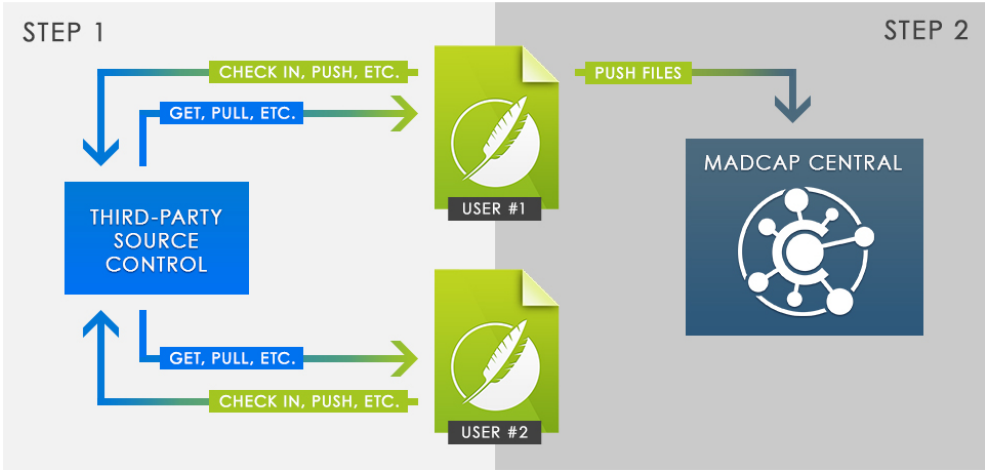 STEP 1
STEP 2
CHECK IN, PUSH, ETC.
PUSH FILES
GET, PULL, ETC.
MADCAP CENTRAL
USER #1
THIRD-PARTY
SOURCE
CONTROL
GET, PULL, ETC.
CHECK IN, PUSH, ETC.
USER #2